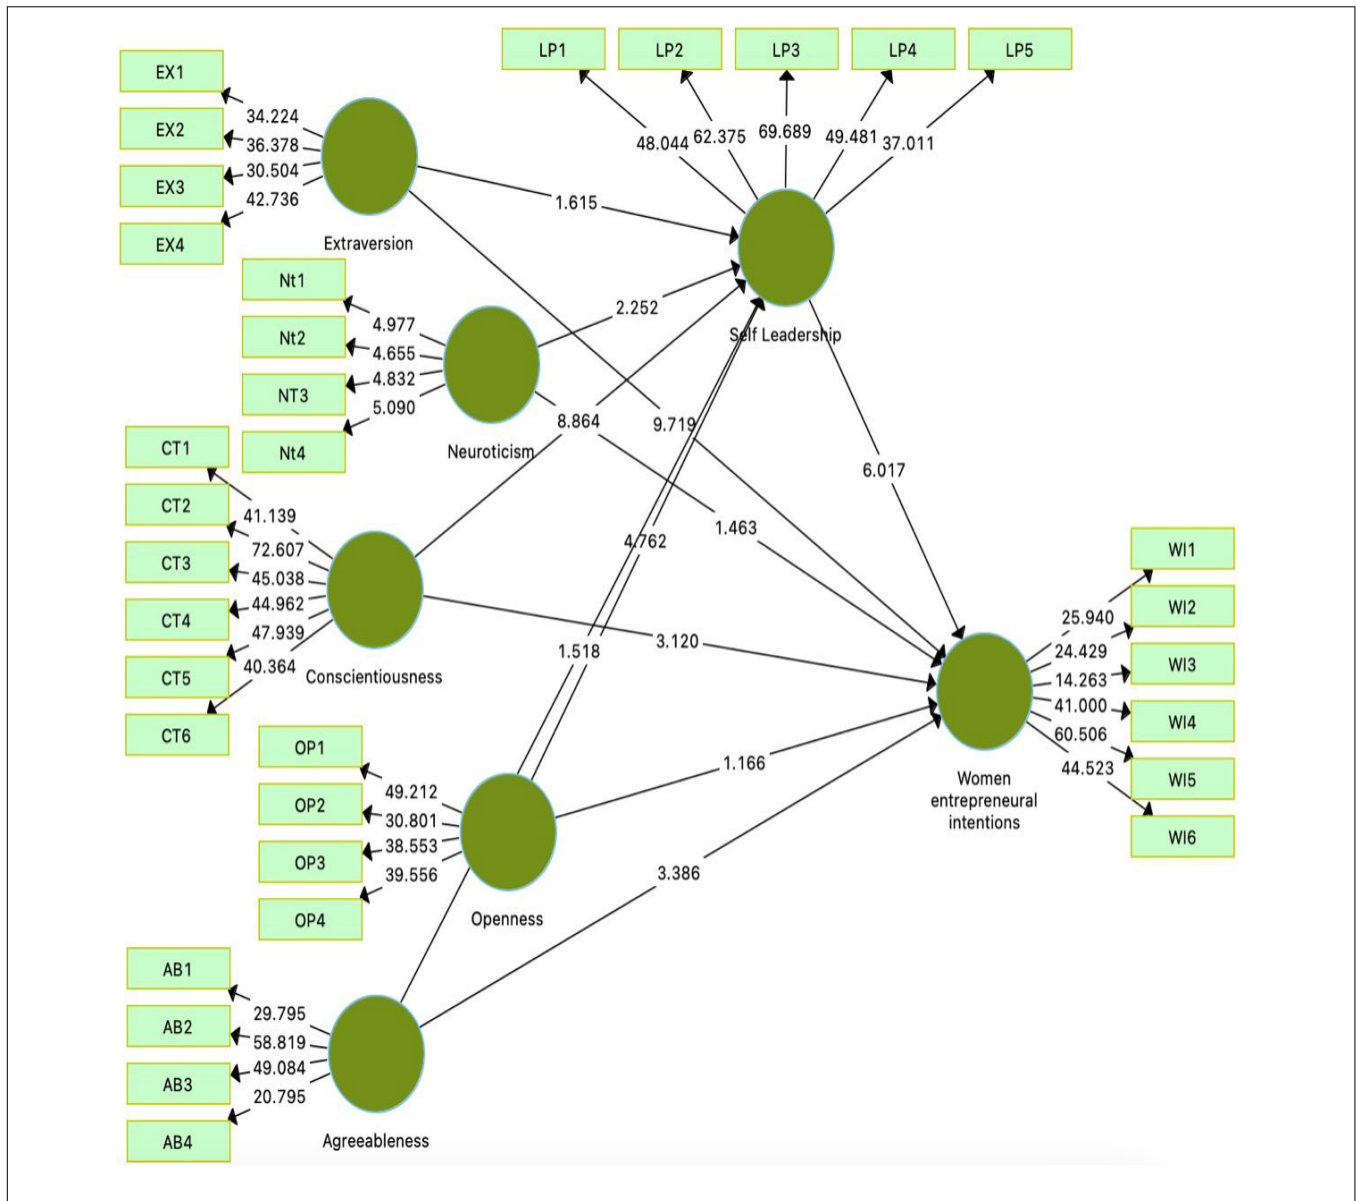 LP1
LP2
LP3
LP4
LP5
48.044
62.375
69.689
49.481
37.011
Self Leadership
EX1
EX2
EX3
EX4
34.224
36.378
30.504
42.736
Extraversion
1.615
9.719
Nt1
Nt2
NT3
Nt4
4.977
4.655
4.832
5.090
Neuroticism
2.252
1.463
CT1
CT2
CT3
CT4
CT5
CT6
41.139
72.607
45.038
44.962
47.939
40.364
Conscientiousness
8.864
3.120
6.017
4.762
1.518
OP1
OP2
OP3
OP4
49.212
30.801
38.553
39.556
Openness
1.166
3.386
AB1
AB2
AB3
AB4
29.795
58.819
49.084
20.795
Agreeableness
WI1
WI2
WI3
WI4
WI5
WI6
25.940
24.429
14.263
41.000
60.506
44.523
Women
entrepreneural
intentions